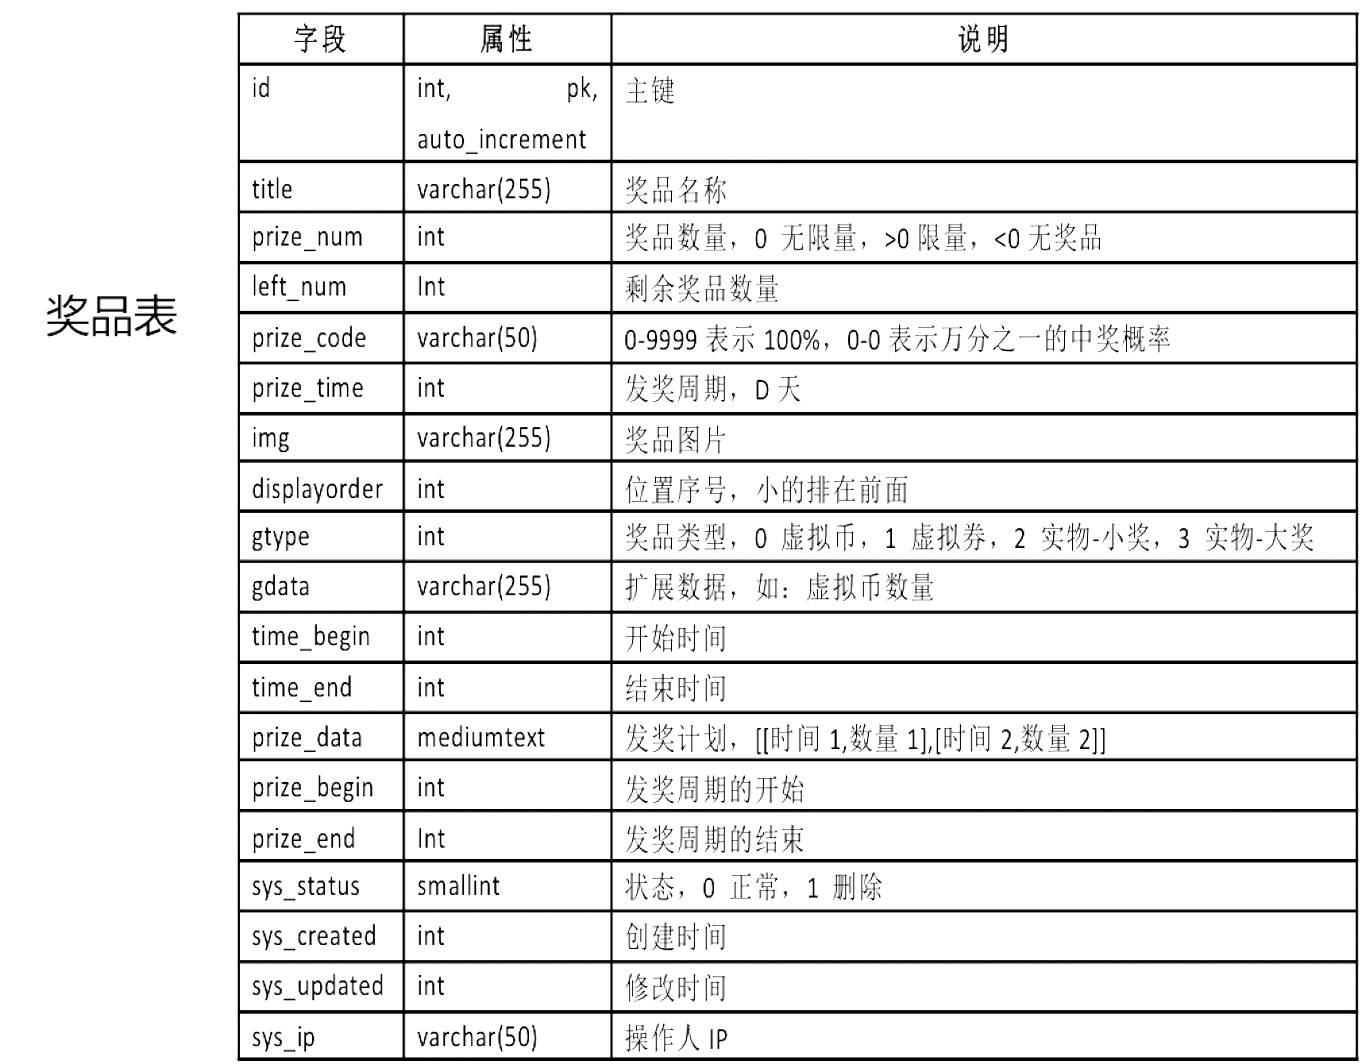 奖品表
字段 属性 说明
id int, pk, 主键
auto_increment
title varchar(255) 奖品名称
prize_num int 奖品数量，0 无限量，>0 限量，<0 无奖品
left_num Int 剩余奖品数量
prize_code varchar(50) 0-9999 表示 100%，0-0 表示万分之一的中奖概率
prize_time int 发奖周期，D 天
img varchar(255) 奖品图片
displayorder int 位置序号，小的排在前面
gtype int 奖品类型，0 虚拟币，1 虚拟券，2 实物-小奖，3 实物-大奖
gdata varchar(255) 扩展数据，如：虚拟币数量
time_begin int 开始时间
time_end int 结束时间
prize_data mediumtext 发奖计划，[[时间 1,数量 1],[时间 2,数量 2]]
prize_begin int 发奖周期的开始
prize_end Int 发奖周期的结束
sys_status smallint 状态，0 正常，1 删除
sys_created int 创建时间
sys_updated int 修改时间
sys_ip varchar(50) 操作人 IP